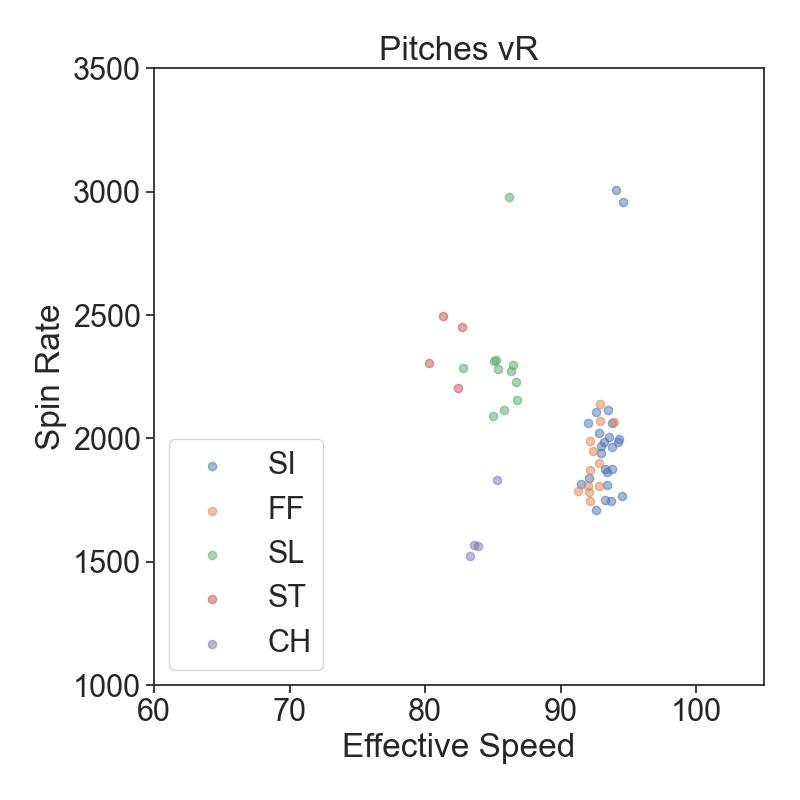 Pitches vR
3500
3000
2500
2000
1500
1000
Spin Rate
SI
FF
SL
ST
CH
60 70 80 90 100
Effective Speed